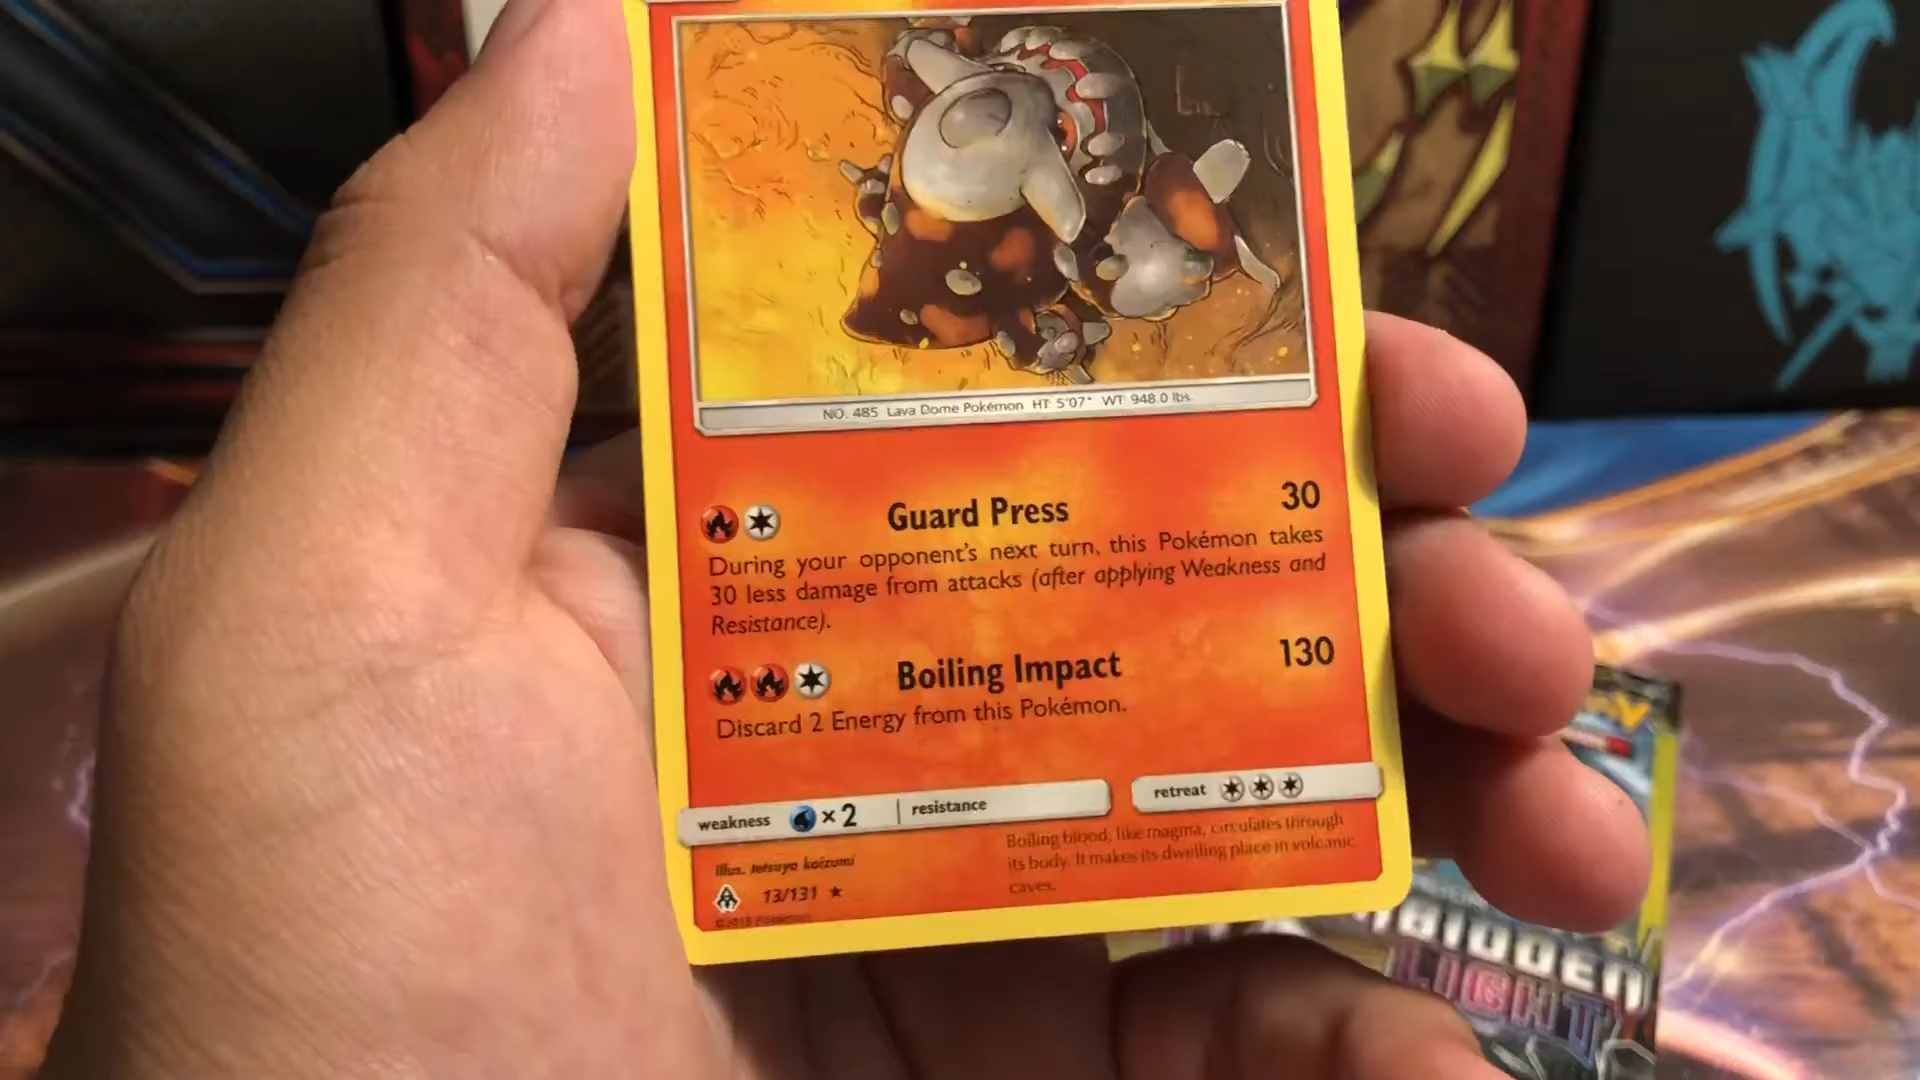 NO. 485 Lava Dome Pokémon HT: 5'07" WT: 948.0 lbs.
Guard Press 30
During your opponent's next turn, this Pokémon takes
30 less damage from attacks (after applying Weakness and
Resistance).
Boiling Impact 130
Discard 2 Energy from this Pokémon.
weakness ×2 resistance retreat
Boiling blood, like magma, circulates through
its body. It makes its dwelling place in volcanic
caves.
Illus. tetsuya koizumi
13/131 ★
©2018 Pokémon
LIGHT